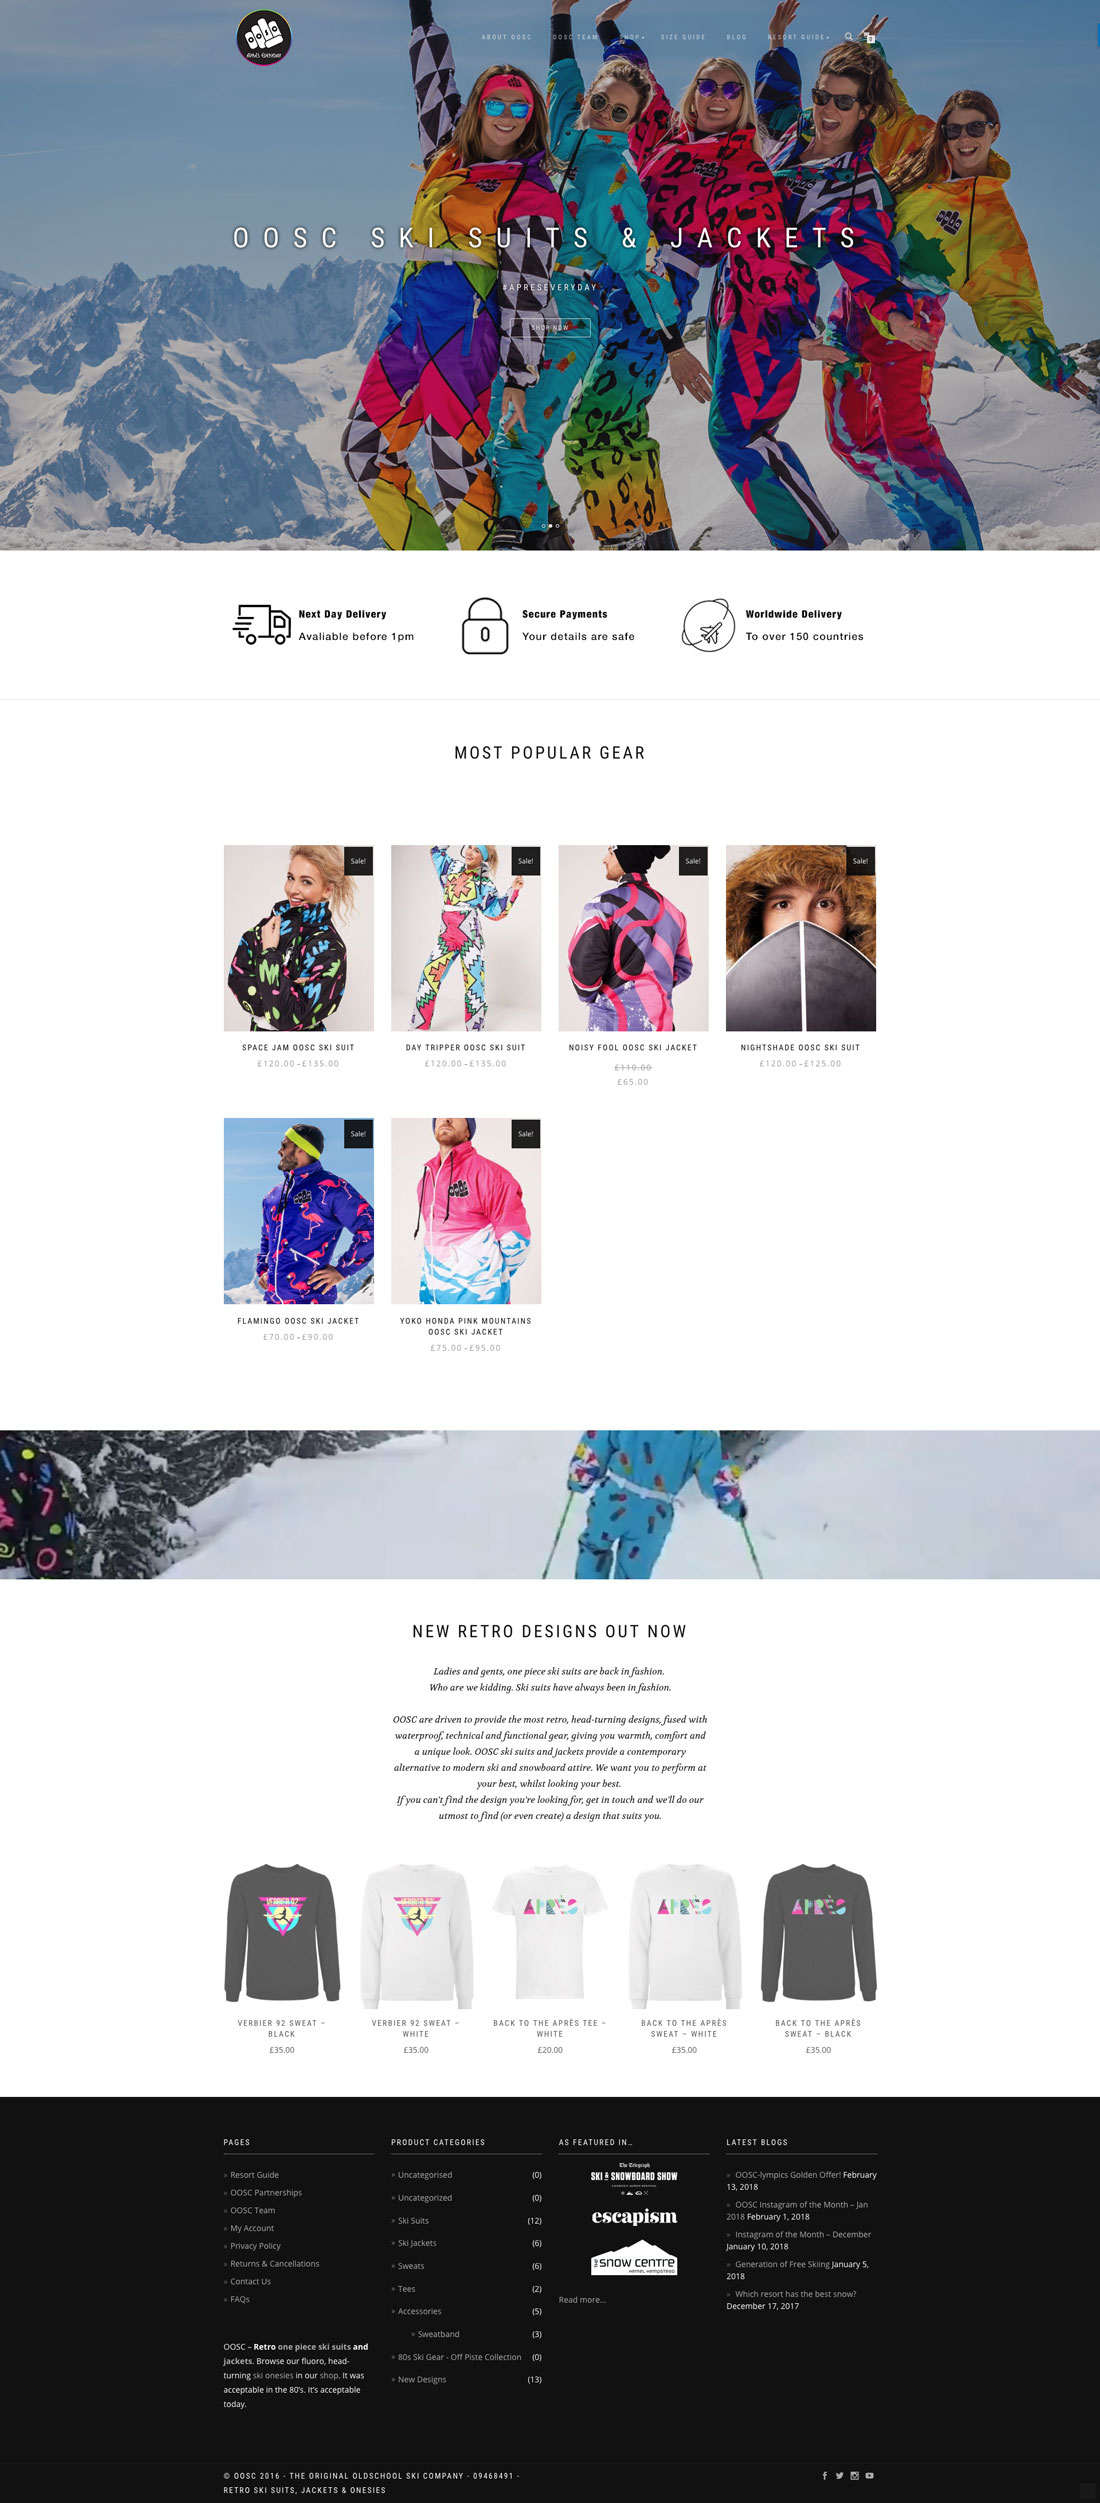 ABOUT OOSC
OOSC TEAM
SHOP
SIZE GUIDE
BLOG
RESORT GUIDE
0
OOSC SKI SUITS & JACKETS
#APRESEVERYDAY
SHOP NOW
Next Day Delivery
Avaliable before 1pm
Secure Payments
Your details are safe
Worldwide Delivery
To over 150 countries
MOST POPULAR GEAR
Sale!
SPACE JAM OOSC SKI SUIT
£120.00 – £135.00
Sale!
DAY TRIPPER OOSC SKI SUIT
£120.00 – £135.00
Sale!
NOISY FOOL OOSC SKI JACKET
£110.00
£65.00
Sale!
NIGHTSHADE OOSC SKI SUIT
£120.00 – £125.00
Sale!
FLAMINGO OOSC SKI JACKET
£70.00 – £90.00
Sale!
YOKO HONDA PINK MOUNTAINS
OOSC SKI JACKET
£75.00 – £95.00
NEW RETRO DESIGNS OUT NOW
Ladies and gents, one piece ski suits are back in fashion.
Who are we kidding. Ski suits have always been in fashion.
OOSC are driven to provide the most retro, head-turning designs, fused with
waterproof, technical and functional gear, giving you warmth, comfort and
a unique look. OOSC ski suits and jackets provide a contemporary
alternative to modern ski and snowboard attire. We want you to perform at
your best, whilst looking your best.
If you can't find the design you're looking for, get in touch and we'll do our
utmost to find (or even create) a design that suits you.
VERBIER 92
VERBIER 92 SWEAT –
BLACK
£35.00
VERBIER 92
VERBIER 92 SWEAT –
WHITE
£35.00
APRÈS
BACK TO THE APRÈS TEE –
WHITE
£20.00
APRÈS
BACK TO THE APRÈS
SWEAT – WHITE
£35.00
APRÈS
BACK TO THE APRÈS
SWEAT – BLACK
£35.00
PAGES
» Resort Guide
» OOSC Partnerships
» OOSC Team
» My Account
» Privacy Policy
» Returns & Cancellations
» Contact Us
» FAQs
OOSC – Retro one piece ski suits and
jackets. Browse our fluoro, head-
turning ski onesies in our shop. It was
acceptable in the 80's. It's acceptable
today.
PRODUCT CATEGORIES
» Uncategorised (0)
» Uncategorized (0)
» Ski Suits (12)
» Ski Jackets (6)
» Sweats (6)
» Tees (2)
» Accessories (5)
» Sweatband (3)
» 80s Ski Gear - Off Piste Collection (0)
» New Designs (13)
AS FEATURED IN…
The Telegraph
SKI & SNOWBOARD SHOW
escapism
THE SNOW CENTRE
HEMEL HEMPSTEAD
Read more...
LATEST BLOGS
» OOSC-lympics Golden Offer! February
13, 2018
» OOSC Instagram of the Month – Jan
2018 February 1, 2018
» Instagram of the Month – December
January 10, 2018
» Generation of Free Skiing January 5,
2018
» Which resort has the best snow?
December 17, 2017
© OOSC 2016 - THE ORIGINAL OLDSCHOOL SKI COMPANY - 09468491 -
RETRO SKI SUITS, JACKETS & ONESIES